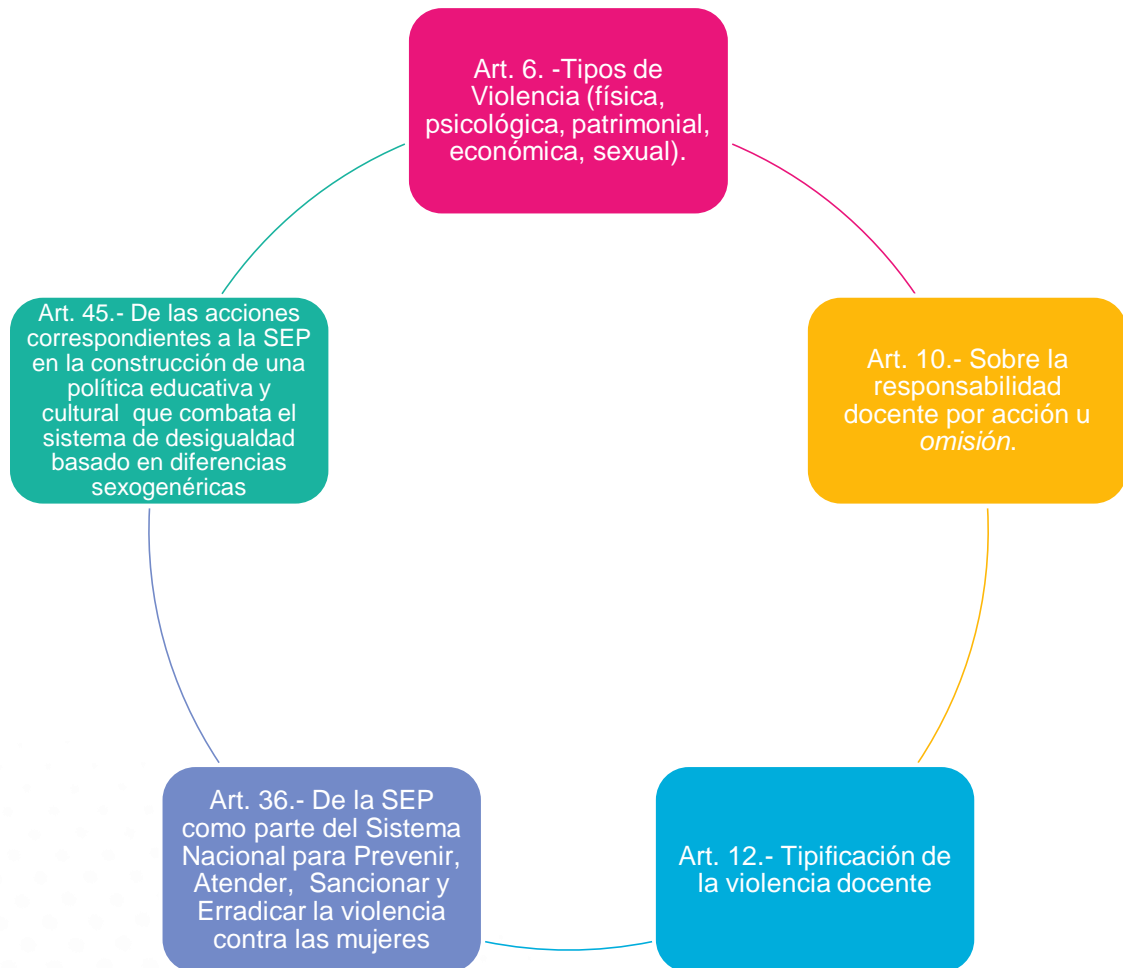 Art. 6. -Tipos de
Violencia (física,
psicológica, patrimonial,
económica, sexual).
Art. 10.- Sobre la
responsabilidad
docente por acción u
omisión.
Art. 12.- Tipificación de
la violencia docente
Art. 36.- De la SEP
como parte del Sistema
Nacional para Prevenir,
Atender, Sancionar y
Erradicar la violencia
contra las mujeres
Art. 45.- De las acciones
correspondientes a la SEP
en la construcción de una
política educativa y
cultural que combata el
sistema de desigualdad
basado en diferencias
sexogenéricas